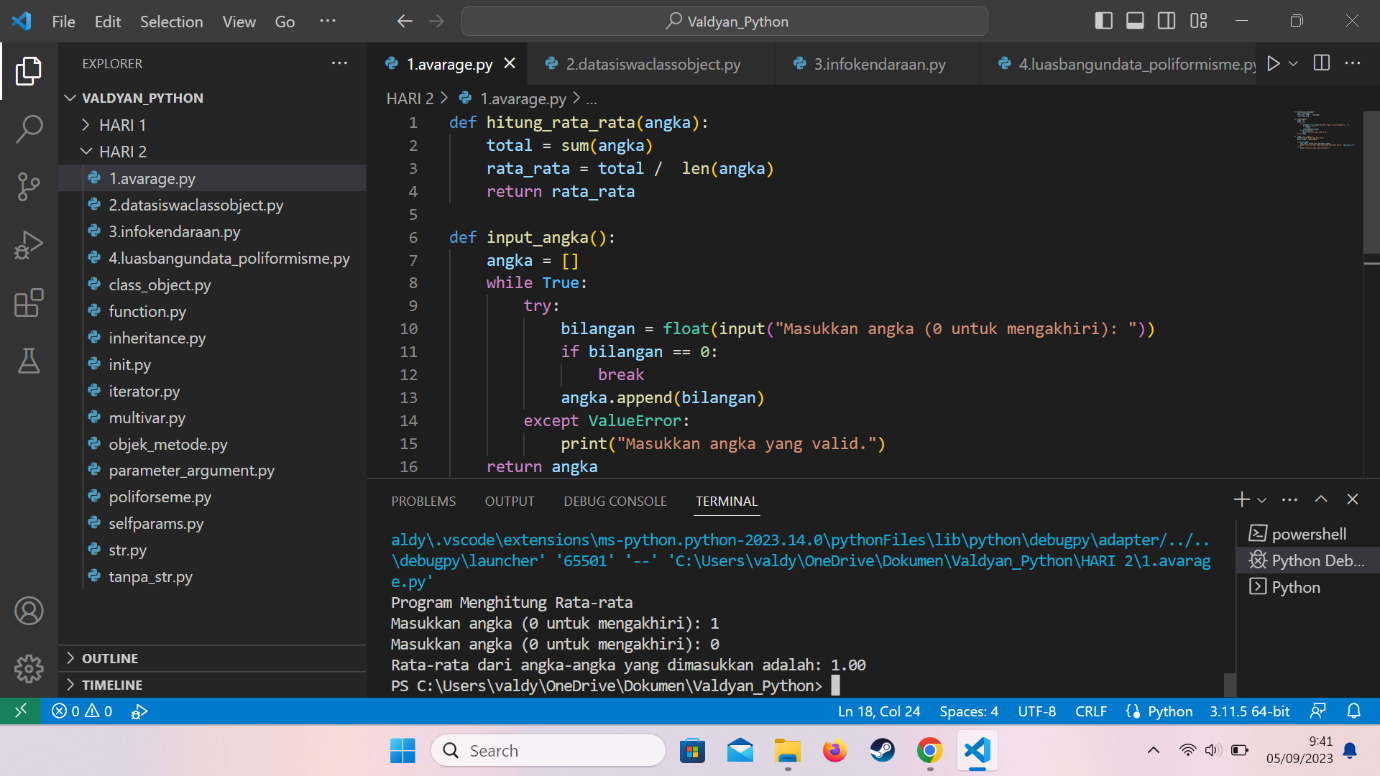 File Edit Selection View Go ···
Valdyan_Python
EXPLORER
VALDYAN_PYTHON
HARI 1
HARI 2
1.avarage.py
2.datasiswaclassobject.py
3.infokendaraan.py
4.luasbangundata_poliformisme.py
class_object.py
function.py
inheritance.py
init.py
iterator.py
multivar.py
objek_metode.py
parameter_argument.py
poliforseme.py
selfparams.py
str.py
tanpa_str.py
OUTLINE
TIMELINE
1.avarage.py 2.datasiswaclassobject.py 3.infokendaraan.py 4.luasbangundata_poliformisme.py
HARI 2 > 1.avarage.py > ...
1 def hitung_rata_rata(angka):
2 total = sum(angka)
3 rata_rata = total /  len(angka)
4 return rata_rata
5
6 def input_angka():
7 angka = []
8 while True:
9 try:
10 bilangan = float(input("Masukkan angka (0 untuk mengakhiri): "))
11 if bilangan == 0:
12 break
13 angka.append(bilangan)
14 except ValueError:
15 print("Masukkan angka yang valid.")
16 return angka
PROBLEMS OUTPUT DEBUG CONSOLE TERMINAL
aldy\.vscode\extensions\ms-python.python-2023.14.0\pythonFiles\lib\python\debugpy\adapter/../..
\debugpy\launcher' '65501' '--' 'C:\Users\valdy\OneDrive\Dokumen\Valdyan_Python\HARI 2\1.avarag
e.py'
Program Menghitung Rata-rata
Masukkan angka (0 untuk mengakhiri): 1
Masukkan angka (0 untuk mengakhiri): 0
Rata-rata dari angka-angka yang dimasukkan adalah: 1.00
PS C:\Users\valdy\OneDrive\Dokumen\Valdyan_Python>
powershell
Python Deb...
Python
0 0
Ln 18, Col 24 Spaces: 4 UTF-8 CRLF Python 3.11.5 64-bit
Search
9:41
05/09/2023